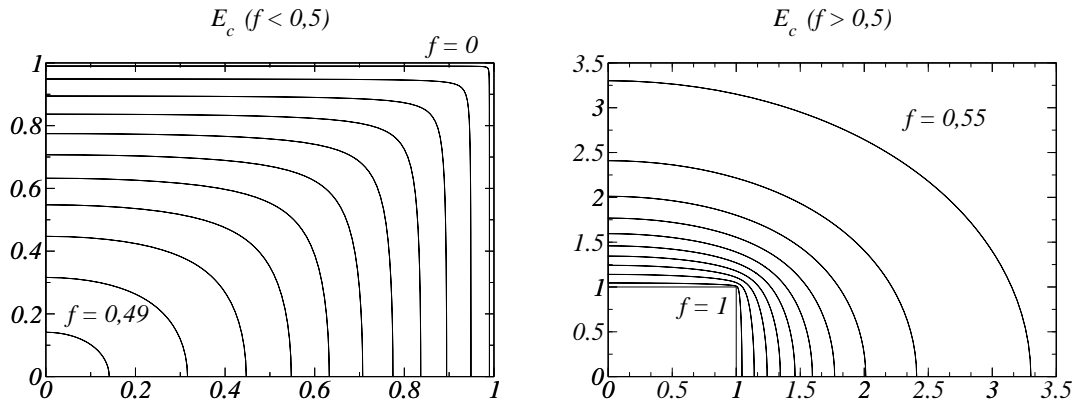 E_c (f < 0,5)
f = 0
1
0.8
0.6
0.4
0.2
0
f = 0,49
0 0.2 0.4 0.6 0.8 1
E_c (f > 0,5)
3.5
3
2.5
2
1.5
1
0.5
0
f = 0,55
f = 1
0 0.5 1 1.5 2 2.5 3 3.5